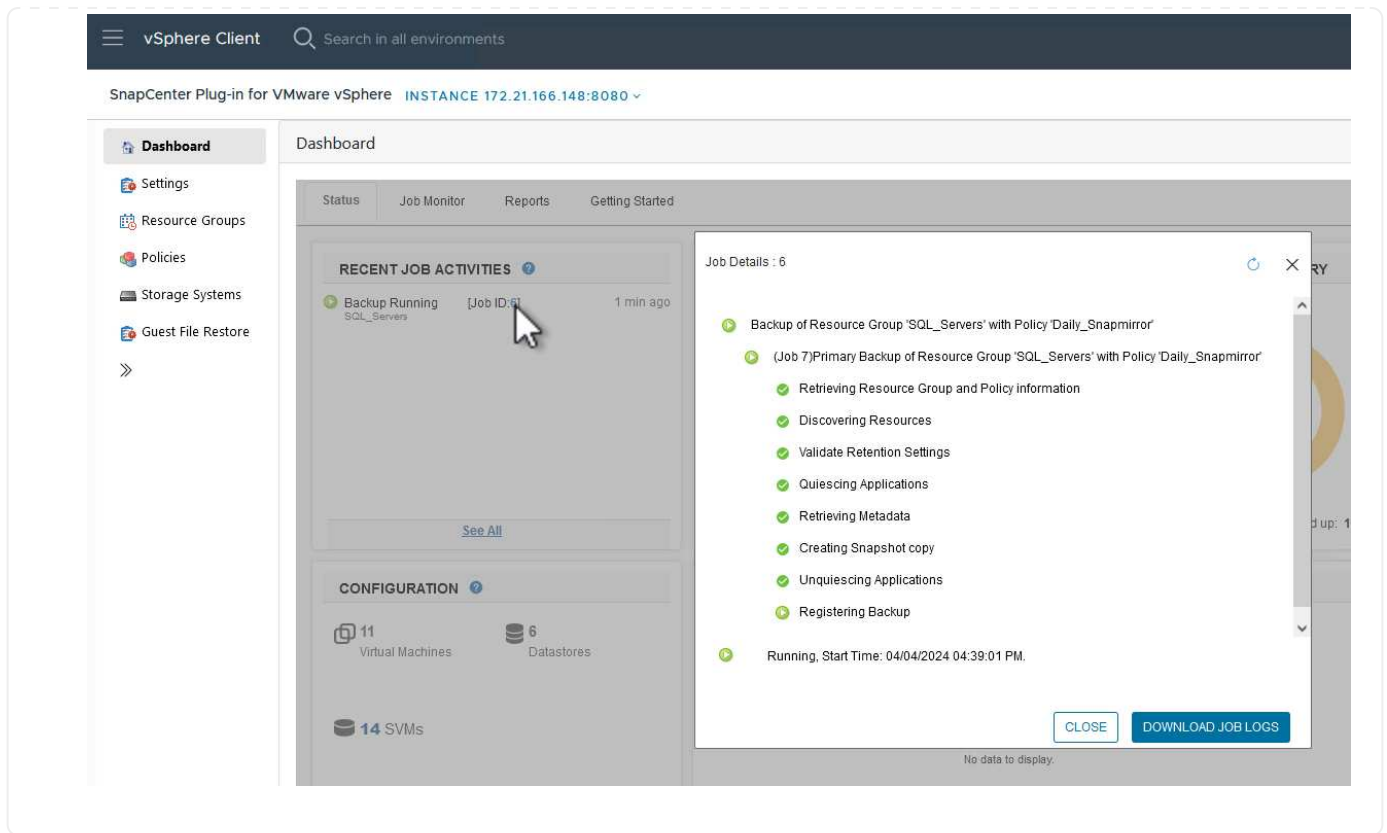 vSphere Client
Search in all environments
SnapCenter Plug-in for VMware vSphere INSTANCE 172.21.166.148:8080
Dashboard
Settings
Resource Groups
Policies
Storage Systems
Guest File Restore
Dashboard
Status Job Monitor Reports Getting Started
RECENT JOB ACTIVITIES
Backup Running [Job ID:6] 1 min ago
SQL_Servers
See All
CONFIGURATION
11
Virtual Machines
6
Datastores
14 SVMs
RY
d up: 1
Job Details : 6
Backup of Resource Group 'SQL_Servers' with Policy 'Daily_Snapmirror'
(Job 7)Primary Backup of Resource Group 'SQL_Servers' with Policy 'Daily_Snapmirror'
Retrieving Resource Group and Policy information
Discovering Resources
Validate Retention Settings
Quiescing Applications
Retrieving Metadata
Creating Snapshot copy
Unquiescing Applications
Registering Backup
Running, Start Time: 04/04/2024 04:39:01 PM.
CLOSE DOWNLOAD JOB LOGS
No data to display.